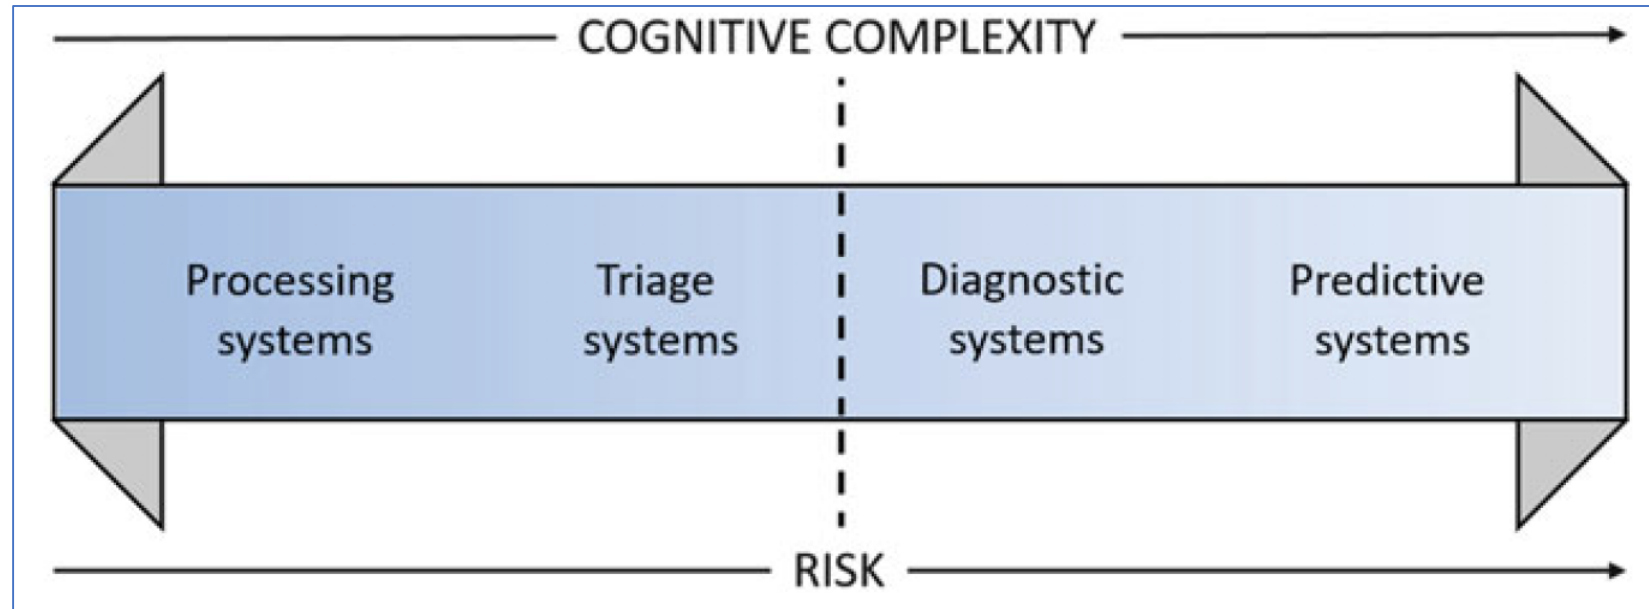 COGNITIVE COMPLEXITY
Processing
systems
Triage
systems
Diagnostic
systems
Predictive
systems
RISK